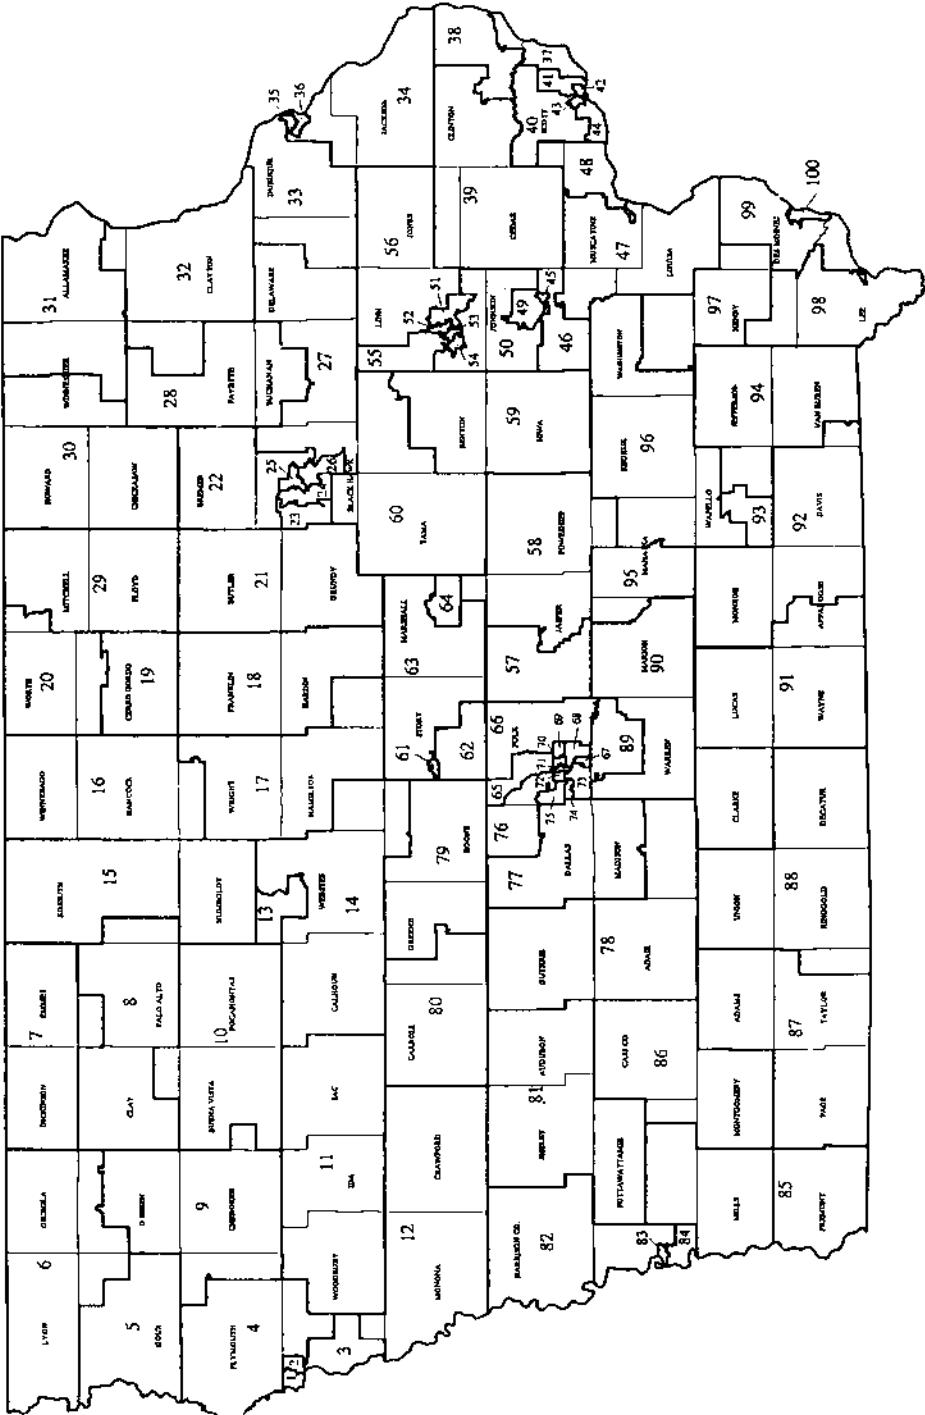 LYON
6
OSCEOLA
DICKINSON
7
EMMET
KOSSUTH
15
WINNEBAGO
16
WORTH
20
MITCHELL
29
HOWARD
30
WINNESHIEK
31
ALLAMAKEE
5
SIOUX
O'BRIEN
CLAY
8
PALO ALTO
HANCOCK
19
CERRO GORDO
FLOYD
CHICKASAW
28
FAYETTE
32
CLAYTON
4
PLYMOUTH
9
CHEROKEE
BUENA VISTA
10
POCAHONTAS
HUMBOLDT
WRIGHT
17
18
FRANKLIN
21
BUTLER
22
BREMER
1
2
3
WOODBURY
11
IDA
SAC
CALHOUN
13
14
WEBSTER
HAMILTON
HARDIN
GRUNDY
23
24
25
26
BLACK HAWK
27
BUCHANAN
DELAWARE
33
DUBUQUE
35
36
12
MONONA
CRAWFORD
CARROLL
80
GREENE
79
BOONE
61
62
STORY
63
MARSHALL
64
60
TAMA
BENTON
55
LINN
51
52
53
54
56
JONES
34
JACKSON
82
HARRISON CO.
SHELBY
81
AUDUBON
GUTHRIE
77
DALLAS
76
65
66
POLK
70
69
71
68
72
67
73
74
75
57
JASPER
58
POWESHIEK
59
IOWA
50
JOHNSON
49
45
46
39
CEDAR
CLINTON
38
37
40
SCOTT
41
42
43
44
83
84
POTTAWATTAMIE
CASS CO
86
78
ADAIR
MADISON
89
WARREN
MARION
90
95
MAHASKA
96
KEOKUK
WASHINGTON
47
MUSCATINE
48
LOUISA
MILLS
MONTGOMERY
ADAMS
UNION
CLARKE
LUCAS
MONROE
WAPELLO
93
94
JEFFERSON
97
HENRY
99
DES MOINES
100
85
FREMONT
PAGE
87
TAYLOR
88
RINGGOLD
DECATUR
91
WAYNE
APPANOOSE
92
DAVIS
VAN BUREN
98
LEE